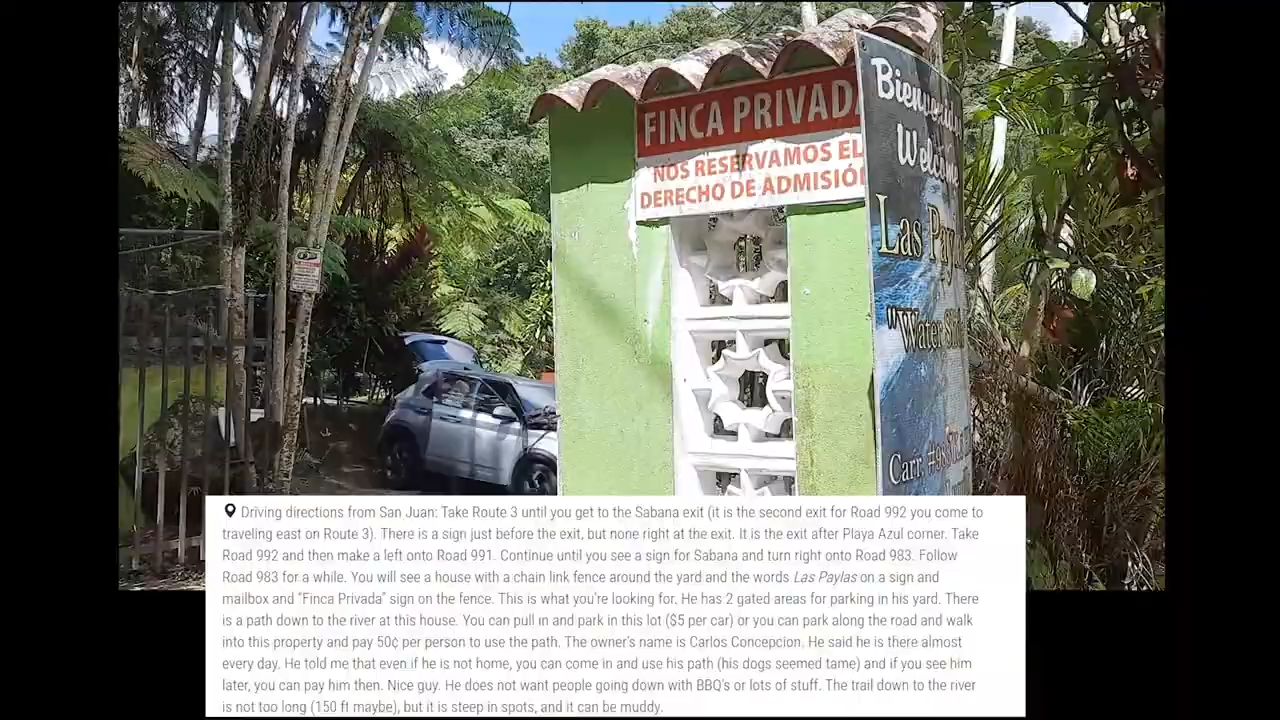 FINCA PRIVADA
NOS RESERVAMOS EL
DERECHO DE ADMISIÓN
Welcome
Las
"Water
Carr.
Driving directions from San Juan: Take Route 3 until you get to the Sabana exit (it is the second exit for Road 992 you come to
traveling east on Route 3). There is a sign just before the exit, but none right at the exit. It is the exit after Playa Azul corner. Take
Road 992 and then make a left onto Road 991. Continue until you see a sign for Sabana and turn right onto Road 983. Follow
Road 983 for a while. You will see a house with a chain link fence around the yard and the words Las Paylas on a sign and
mailbox and “Finca Privada” sign on the fence. This is what you're looking for. He has 2 gated areas for parking in his yard. There
is a path down to the river at this house. You can pull in and park in this lot ($5 per car) or you can park along the road and walk
into this property and pay 50¢ per person to use the path. The owner's name is Carlos Concepcion. He said he is there almost
every day. He told me that even if he is not home, you can come in and use his path (his dogs seemed tame) and if you see him
later, you can pay him then. Nice guy. He does not want people going down with BBQ's or lots of stuff. The trail down to the river
is not too long (150 ft maybe), but it is steep in spots, and it can be muddy.